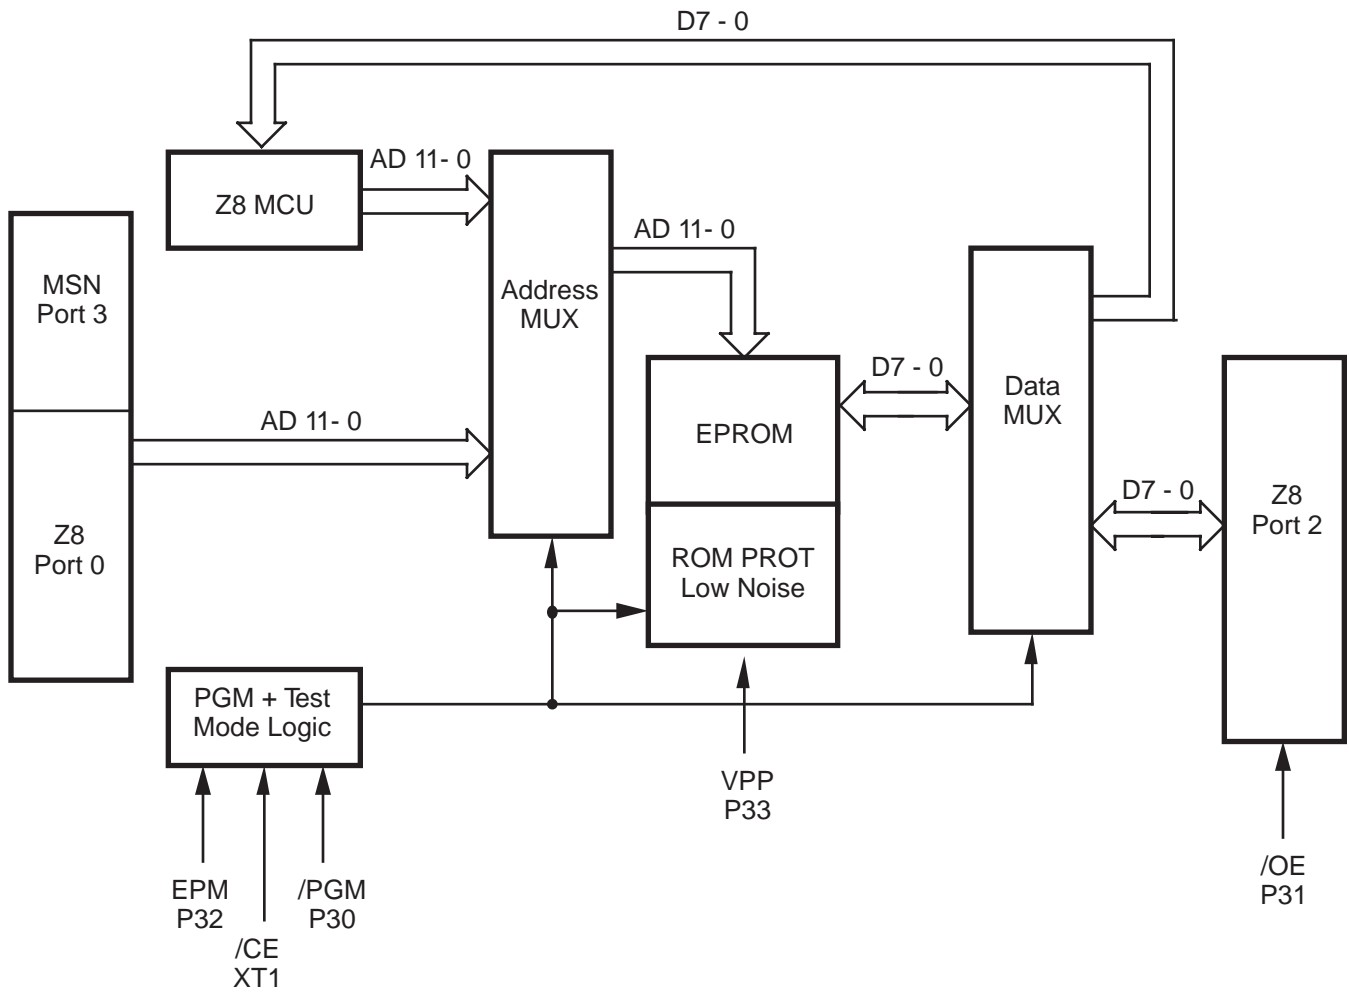 D7 - 0
AD 11- 0
Z8 MCU
MSN
Port 3
AD 11- 0
Address
MUX
D7 - 0
Data
MUX
AD 11- 0
EPROM
D7 - 0
Z8
Port 2
Z8
Port 0
ROM PROT
Low Noise
PGM + Test
Mode Logic
VPP
P33
EPM
P32
/PGM
P30
/OE
P31
/CE
XT1